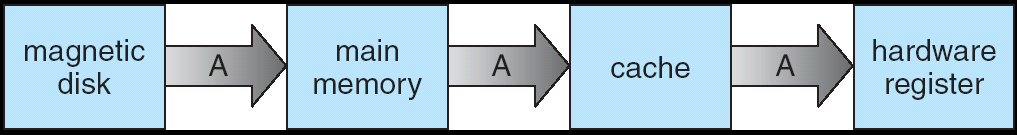 magnetic
disk
A
main
memory
A
cache
A
hardware
register